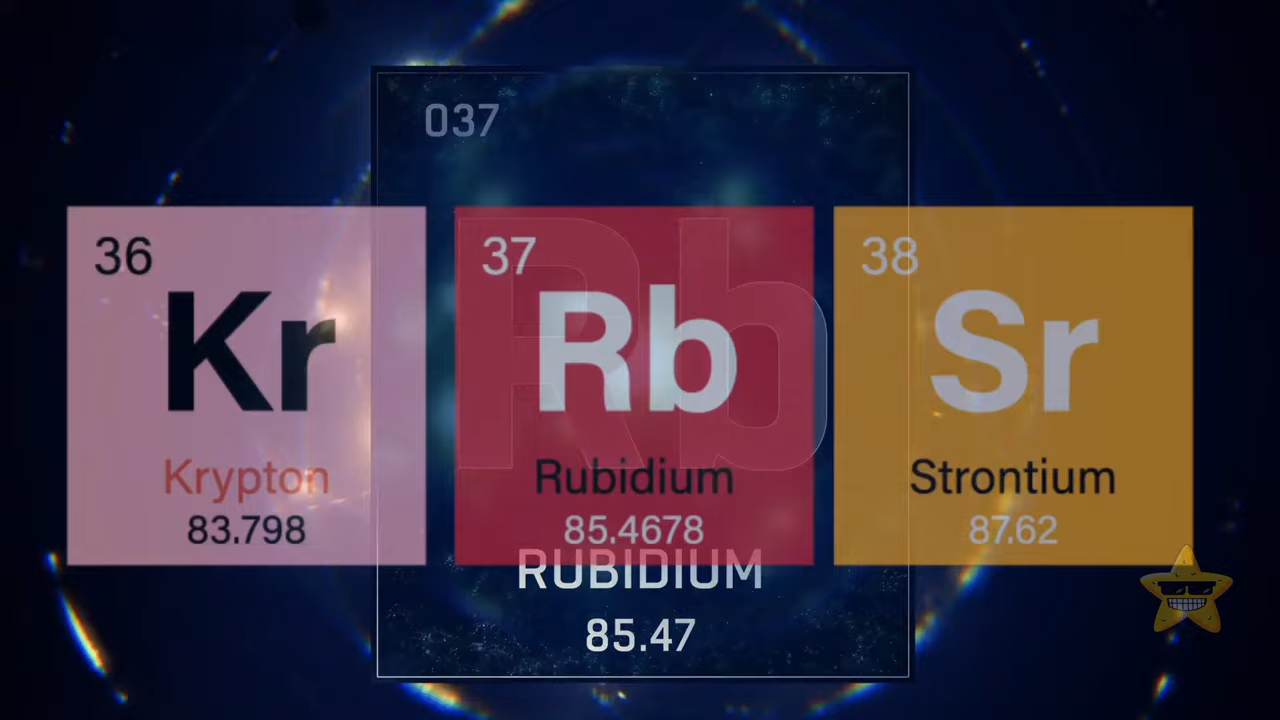 037
Rb
36
Kr
Krypton
83.798
37
Rb
Rubidium
85.4678
38
Sr
Strontium
87.62
RUBIDIUM
85.47